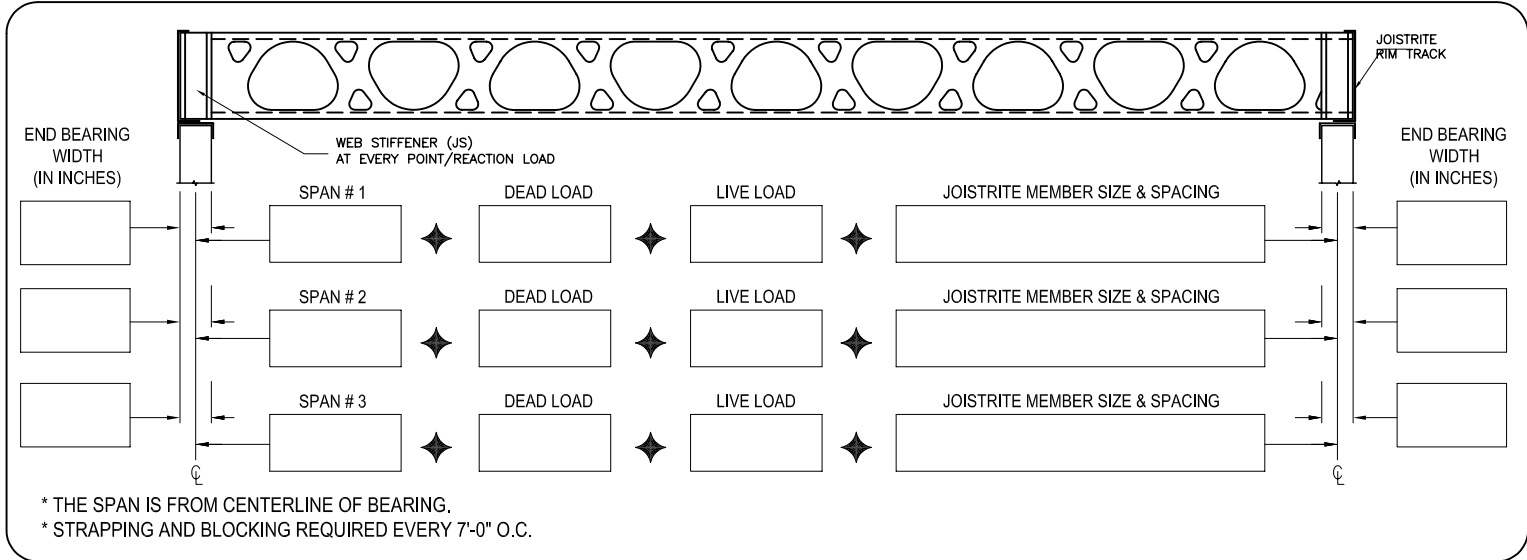 JOISTRITE
RIM TRACK
WEB STIFFENER (JS)
AT EVERY POINT/REACTION LOAD
END BEARING
WIDTH
(IN INCHES)
END BEARING
WIDTH
(IN INCHES)
SPAN # 1 DEAD LOAD LIVE LOAD JOISTRITE MEMBER SIZE & SPACING
SPAN # 2 DEAD LOAD LIVE LOAD JOISTRITE MEMBER SIZE & SPACING
SPAN # 3 DEAD LOAD LIVE LOAD JOISTRITE MEMBER SIZE & SPACING
℄ ℄
* THE SPAN IS FROM CENTERLINE OF BEARING.
* STRAPPING AND BLOCKING REQUIRED EVERY 7'-0" O.C.